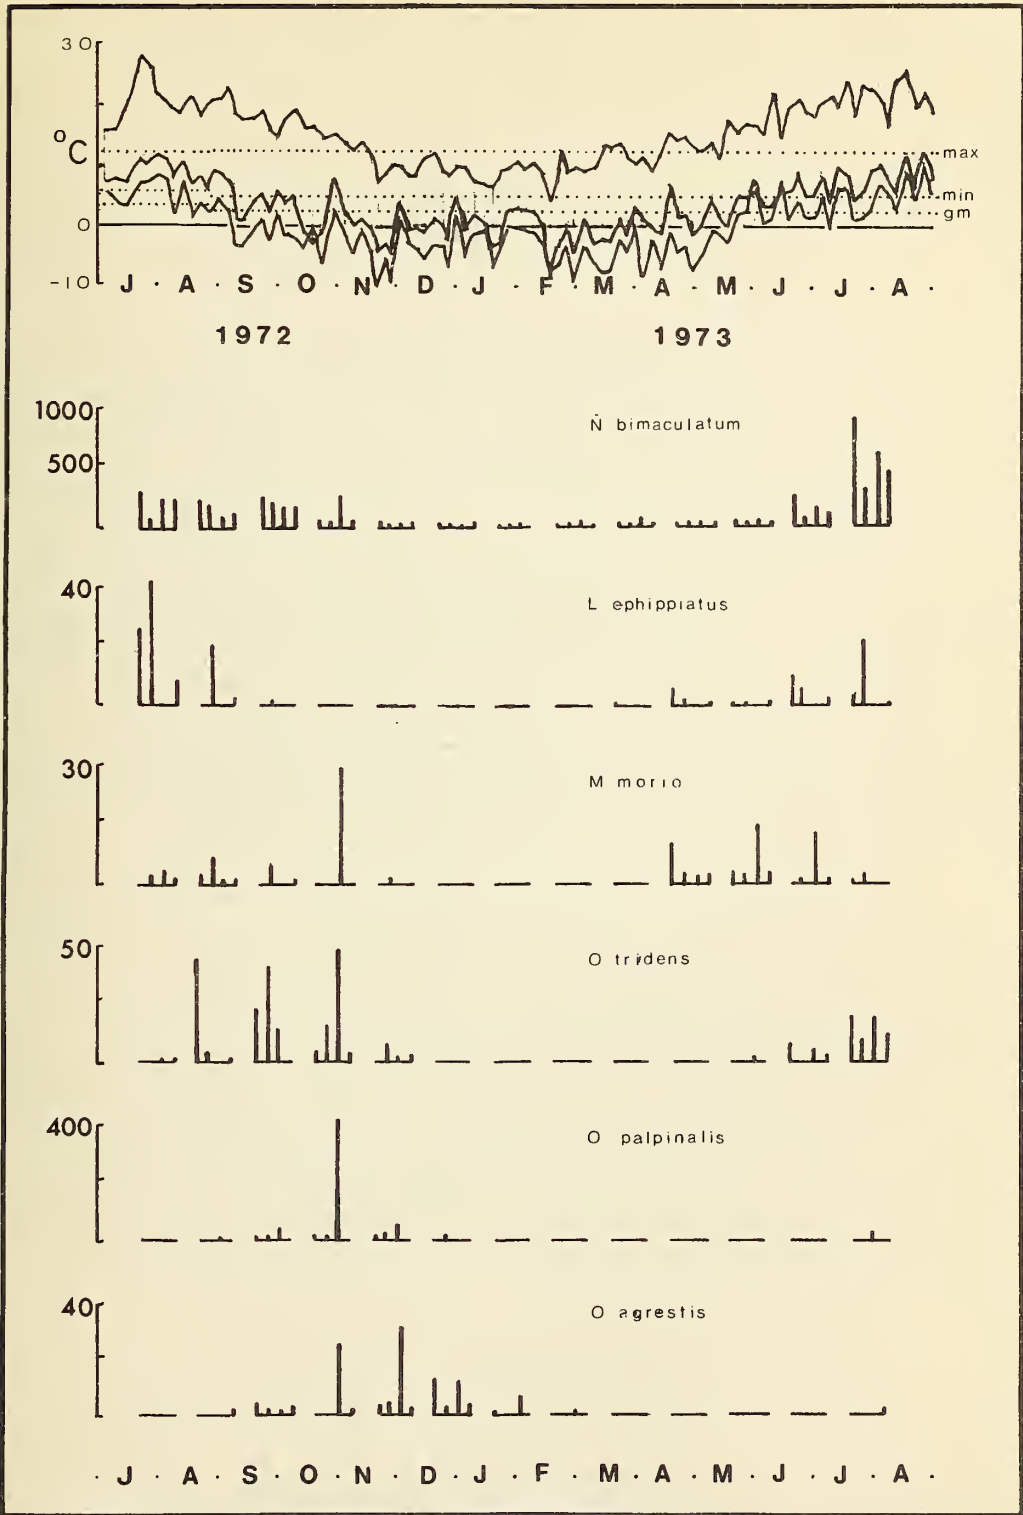 30
°C
max
min
0
gm
-10
J · A · S · O · N · D · J · F · M · A · M · J · J · A ·
1972 1973
1000
N bimaculatum
500
40
L ephippiatus
30
M morio
50
O tridens
400
O palpinalis
40
O agrestis
· J · A · S · O · N · D · J · F · M · A · M · J · J · A ·